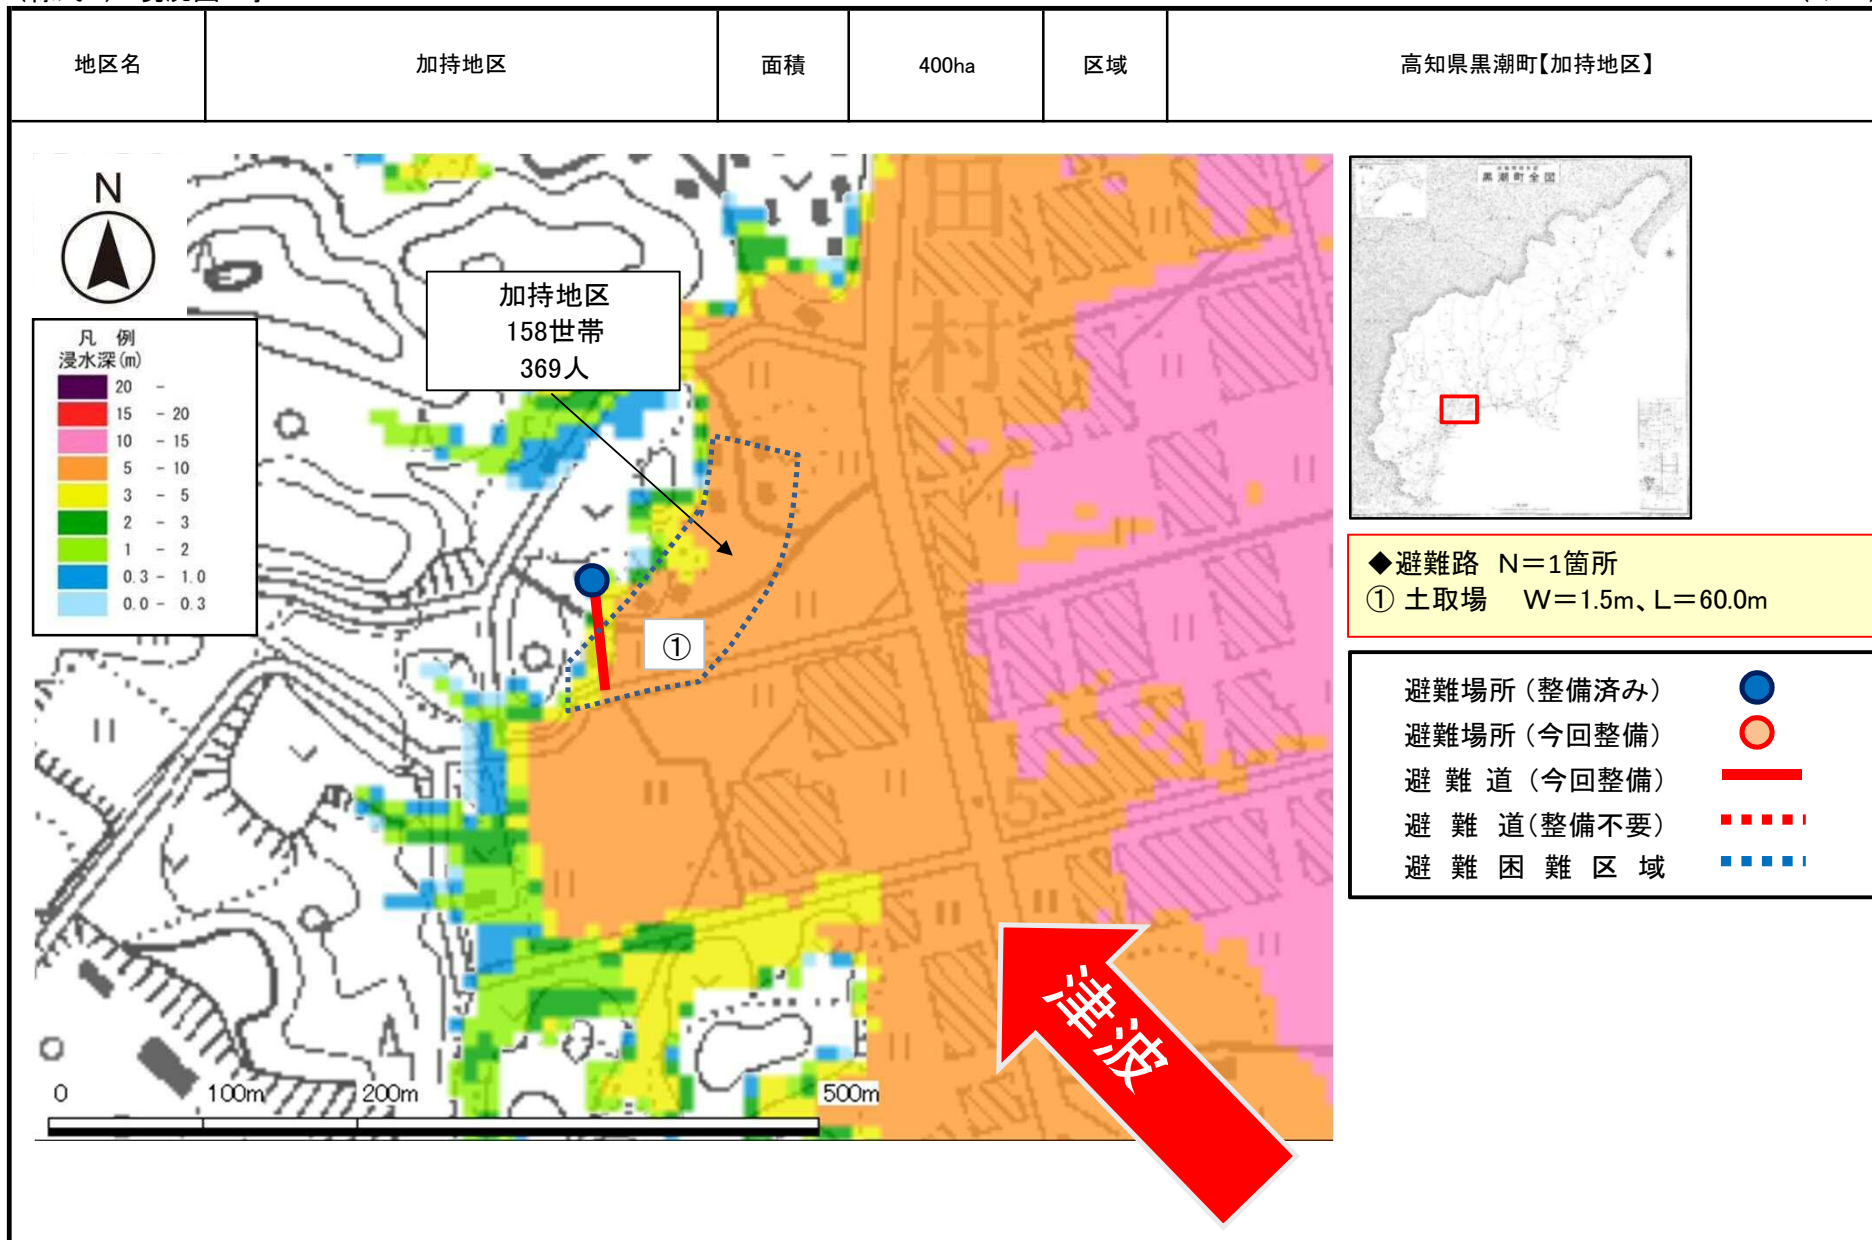 地区名
加持地区
面積
400ha
区域
高知県黒潮町【加持地区】
N
凡 例
浸水深(m)
20 -
15 - 20
10 - 15
5 - 10
3 - 5
2 - 3
1 - 2
0.3 - 1.0
0.0 - 0.3
加持地区
158世帯
369人
田
村
①
5
津波
0
100m
200m
500m
黒潮町全図
◆避難路 N=1箇所
① 土取場 W=1.5m、L=60.0m
避難場所(整備済み)
避難場所(今回整備)
避 難 道(今回整備)
避 難 道(整備不要)
避 難 困 難 区 域